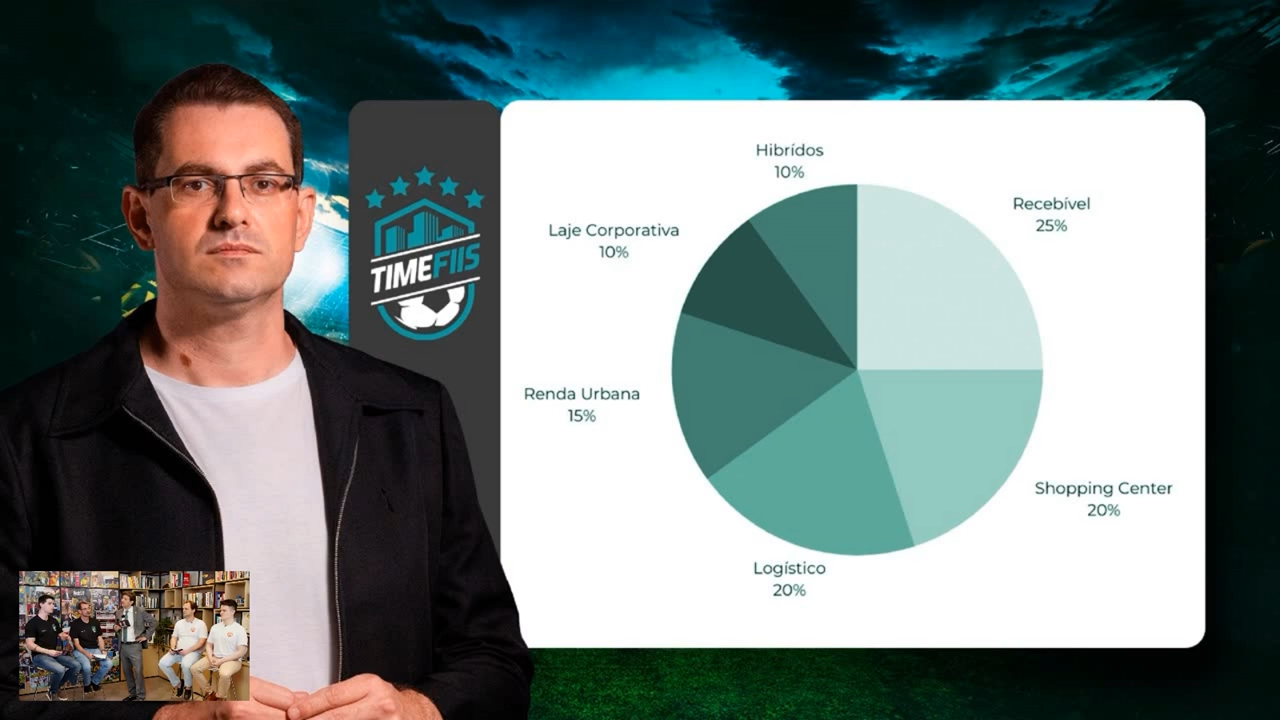 TIMEFIIS
Hibrídos
10%
Recebível
25%
Laje Corporativa
10%
Renda Urbana
15%
Shopping Center
20%
Logístico
20%